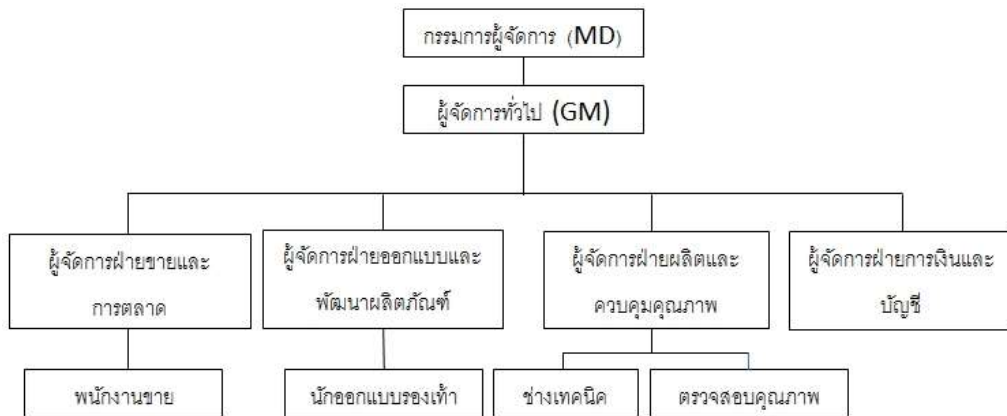 กรรมการผู้จัดการ (MD)
ผู้จัดการทั่วไป (GM)
ผู้จัดการฝ่ายขายและ
การตลาด
ผู้จัดการฝ่ายออกแบบและ
พัฒนาผลิตภัณฑ์
ผู้จัดการฝ่ายผลิตและ
ควบคุมคุณภาพ
ผู้จัดการฝ่ายการเงินและ
บัญชี
พนักงานขาย
นักออกแบบรองเท้า
ช่างเทคนิค
ตรวจสอบคุณภาพ